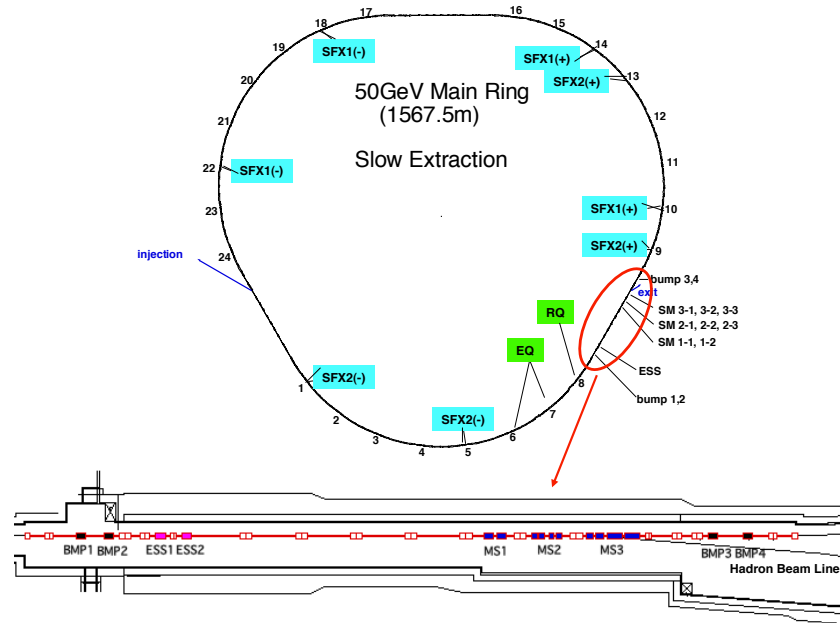 17
16
18
15
SFX1(-)
19
SFX1(+)
14
SFX2(+)
13
50GeV Main Ring
(1567.5m)
20
12
21
Slow Extraction
11
22
SFX1(-)
23
SFX1(+)
10
SFX2(+)
9
24
injection
bump 3,4
exit
RQ
SM 3-1, 3-2, 3-3
SM 2-1, 2-2, 2-3
SM 1-1, 1-2
EQ
ESS
8
1
SFX2(-)
bump 1,2
7
2
SFX2(-)
6
3
4
5
BMP1
BMP2
ESS1
ESS2
MS1
MS2
MS3
BMP3
BMP4
Hadron Beam Line